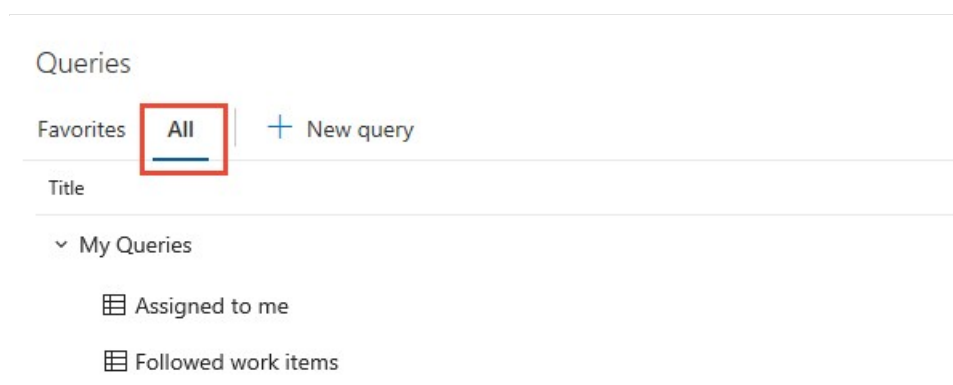 Queries
Favorites All New query
Title
My Queries
Assigned to me
Followed work items